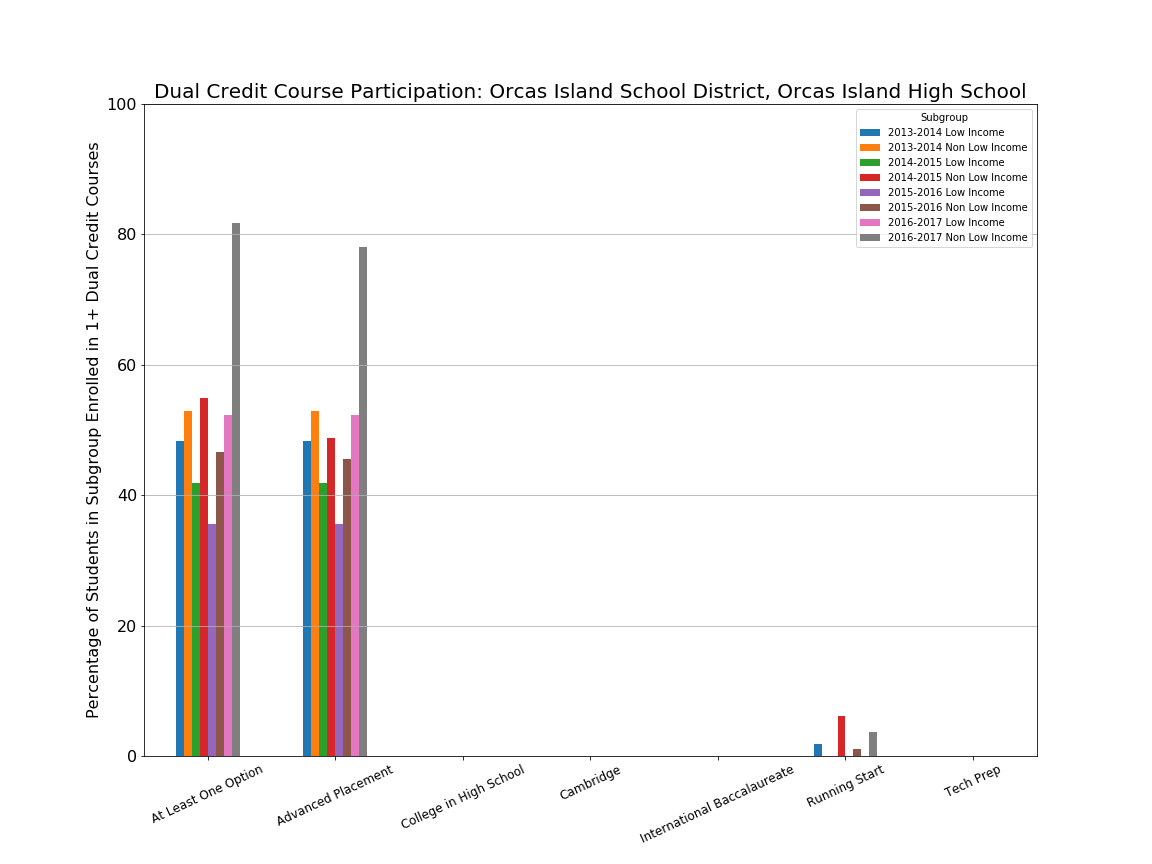 Dual Credit Course Participation: Orcas Island School District, Orcas Island High School
Percentage of Students in Subgroup Enrolled in 1+ Dual Credit Courses
100
80
60
40
20
0
Subgroup
2013-2014 Low Income
2013-2014 Non Low Income
2014-2015 Low Income
2014-2015 Non Low Income
2015-2016 Low Income
2015-2016 Non Low Income
2016-2017 Low Income
2016-2017 Non Low Income
At Least One Option
Advanced Placement
College in High School
Cambridge
International Baccalaureate
Running Start
Tech Prep